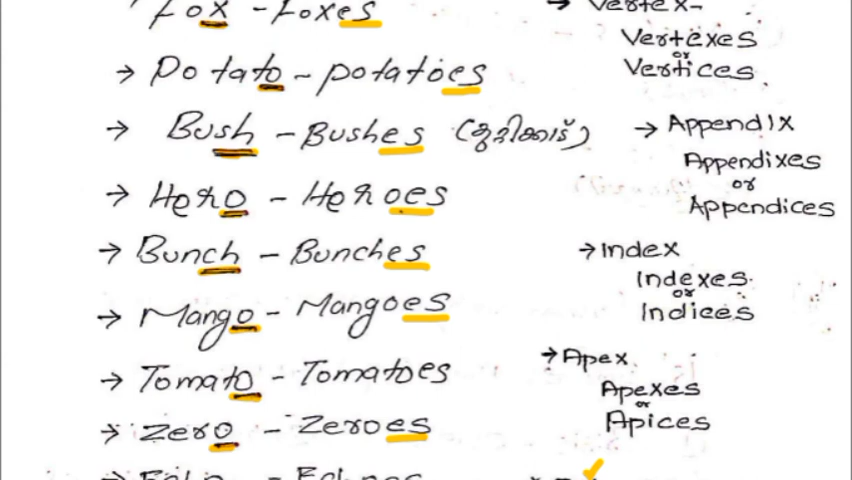 Fox - Foxes
→ Potato - potatoes
→ Bush - Bushes (കുറ്റിക്കാട്)
→ Hero - Heroes
→ Bunch - Bunches
→ Mango - Mangoes
→ Tomato - Tomatoes
→ Zero - Zeroes
→ Vertex -
Vertexes
or
Vertices
→ Appendix
Appendixes
or
Appendices
→ Index
Indexes
or
Indices
→ Apex
Apexes
or
Apices